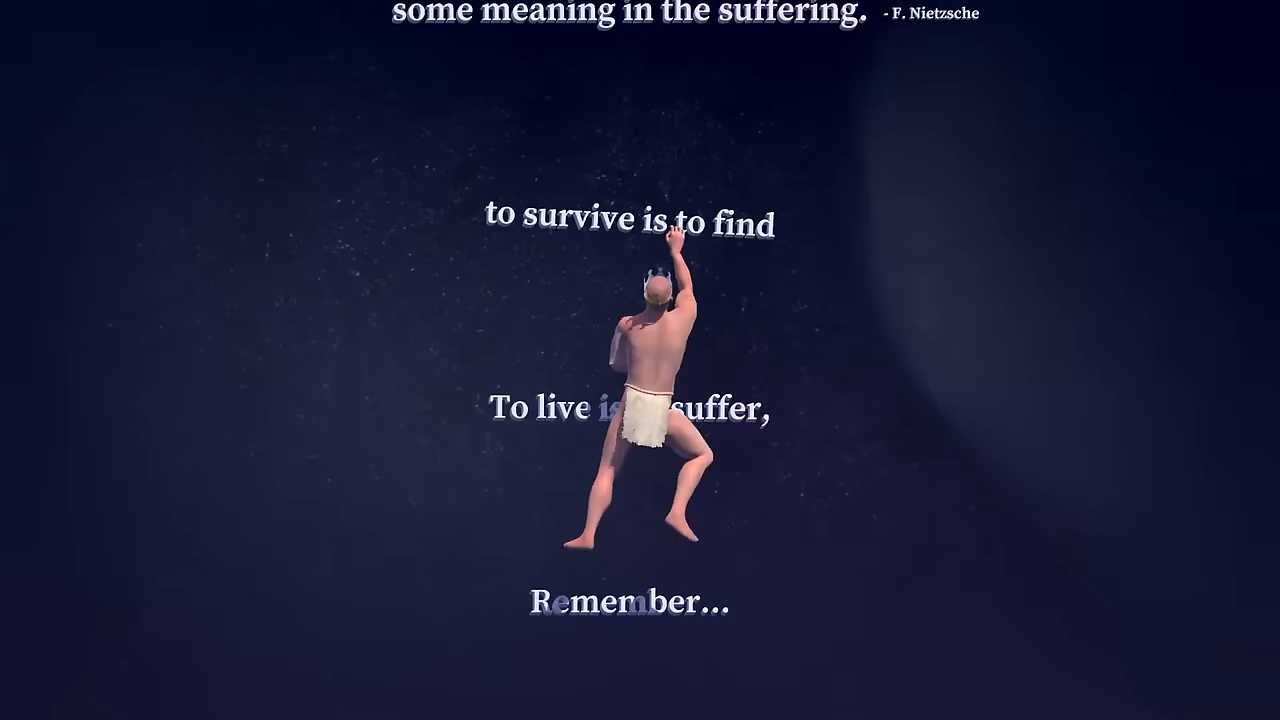 some meaning in the suffering. - F. Nietzsche
to survive is to find
To live is suffer,
Remember...